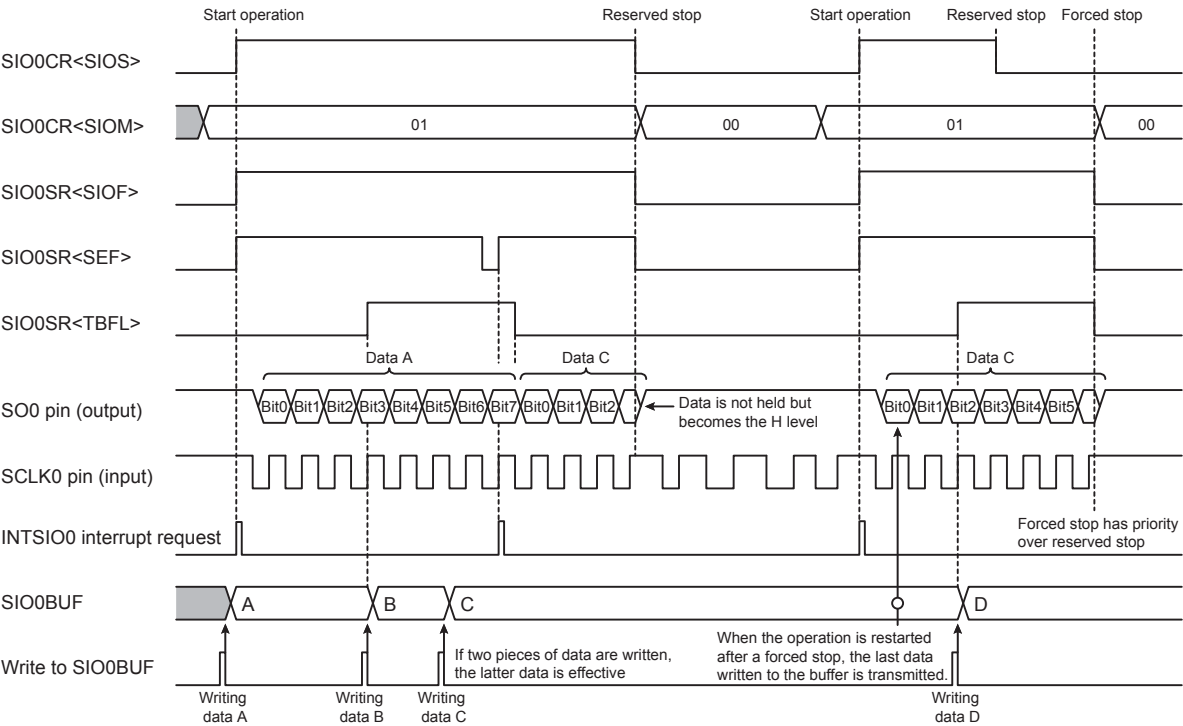 Start operation
Reserved stop
Start operation
Reserved stop
Forced stop
SIO0CR<SIOS>
SIO0CR<SIOM>
01
00
01
00
SIO0SR<SIOF>
SIO0SR<SEF>
SIO0SR<TBFL>
Data A
Data C
Data C
SO0 pin (output)
Bit0 Bit1 Bit2 Bit3 Bit4 Bit5 Bit6 Bit7 Bit0 Bit1 Bit2
Data is not held but
becomes the H level
Bit0 Bit1 Bit2 Bit3 Bit4 Bit5
SCLK0 pin (input)
INTSIO0 interrupt request
Forced stop has priority
over reserved stop
SIO0BUF
A
B
C
D
Write to SIO0BUF
If two pieces of data are written,
the latter data is effective
When the operation is restarted
after a forced stop, the last data
written to the buffer is transmitted.
Writing
data A
Writing
data B
Writing
data C
Writing
data D